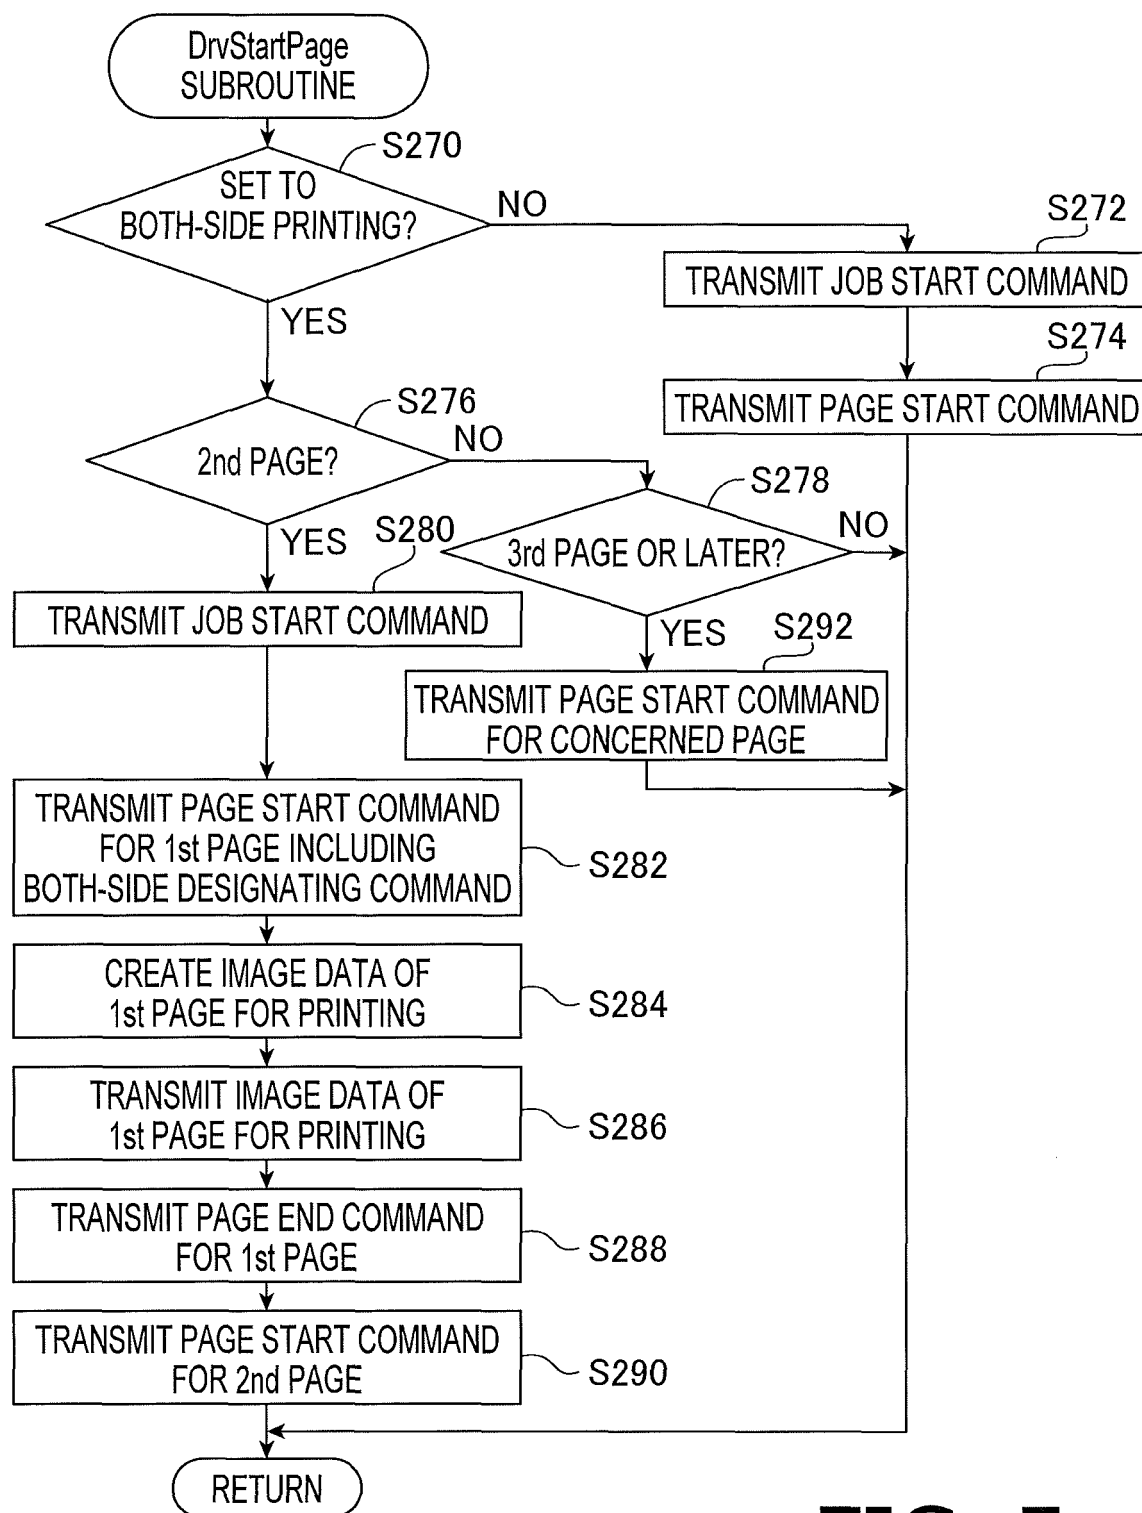 DrvStartPage
SUBROUTINE
S270
SET TO
BOTH-SIDE PRINTING?
NO
YES
S272
TRANSMIT JOB START COMMAND
S274
TRANSMIT PAGE START COMMAND
S276
2nd PAGE?
NO
YES
S278
3rd PAGE OR LATER?
NO
YES
S280
TRANSMIT JOB START COMMAND
S292
TRANSMIT PAGE START COMMAND
FOR CONCERNED PAGE
TRANSMIT PAGE START COMMAND
FOR 1st PAGE INCLUDING
BOTH-SIDE DESIGNATING COMMAND
S282
CREATE IMAGE DATA OF
1st PAGE FOR PRINTING
S284
TRANSMIT IMAGE DATA OF
1st PAGE FOR PRINTING
S286
TRANSMIT PAGE END COMMAND
FOR 1st PAGE
S288
TRANSMIT PAGE START COMMAND
FOR 2nd PAGE
S290
RETURN